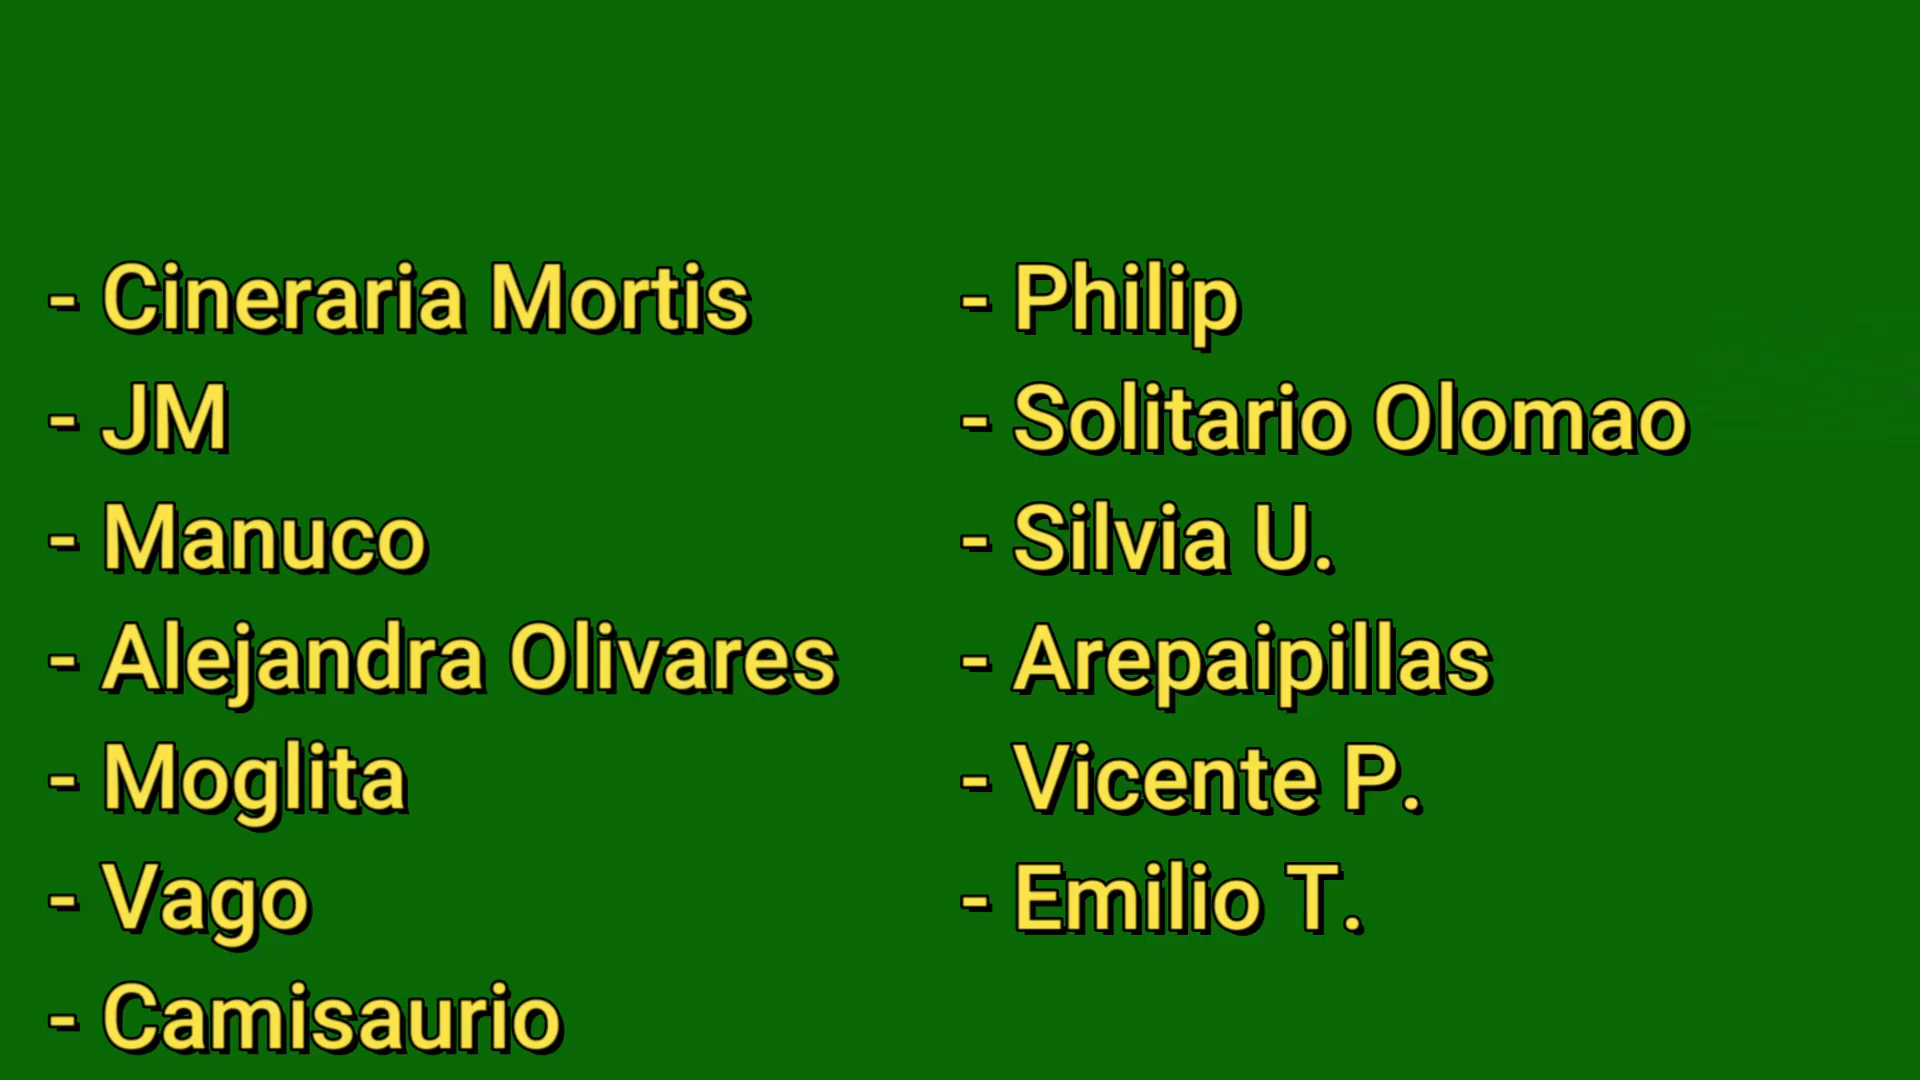 - Cineraria Mortis
- JM
- Manuco
- Alejandra Olivares
- Moglita
- Vago
- Camisaurio
- Philip
- Solitario Olomao
- Silvia U.
- Arepaipillas
- Vicente P.
- Emilio T.